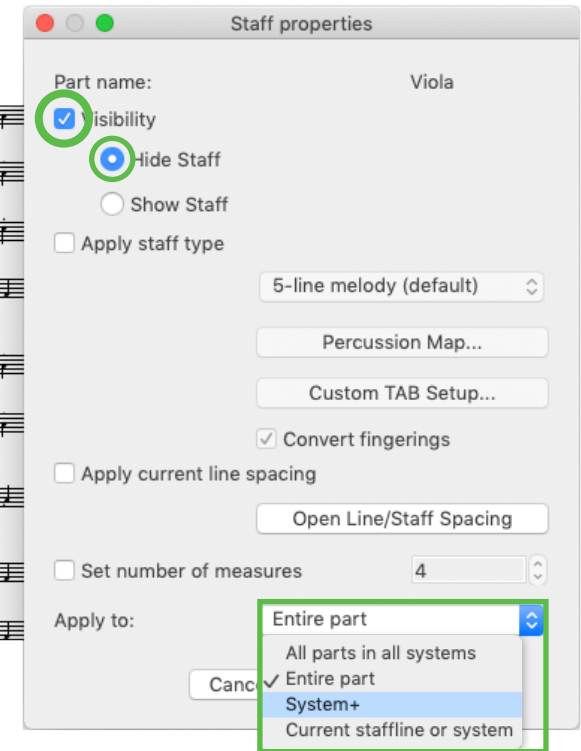 Staff properties
Part name: Viola
Visibility
Hide Staff
Show Staff
Apply staff type
5-line melody (default)
Percussion Map...
Custom TAB Setup...
Convert fingerings
Apply current line spacing
Open Line/Staff Spacing
Set number of measures 4
Apply to: Entire part
All parts in all systems
Entire part
System+
Current staffline or system